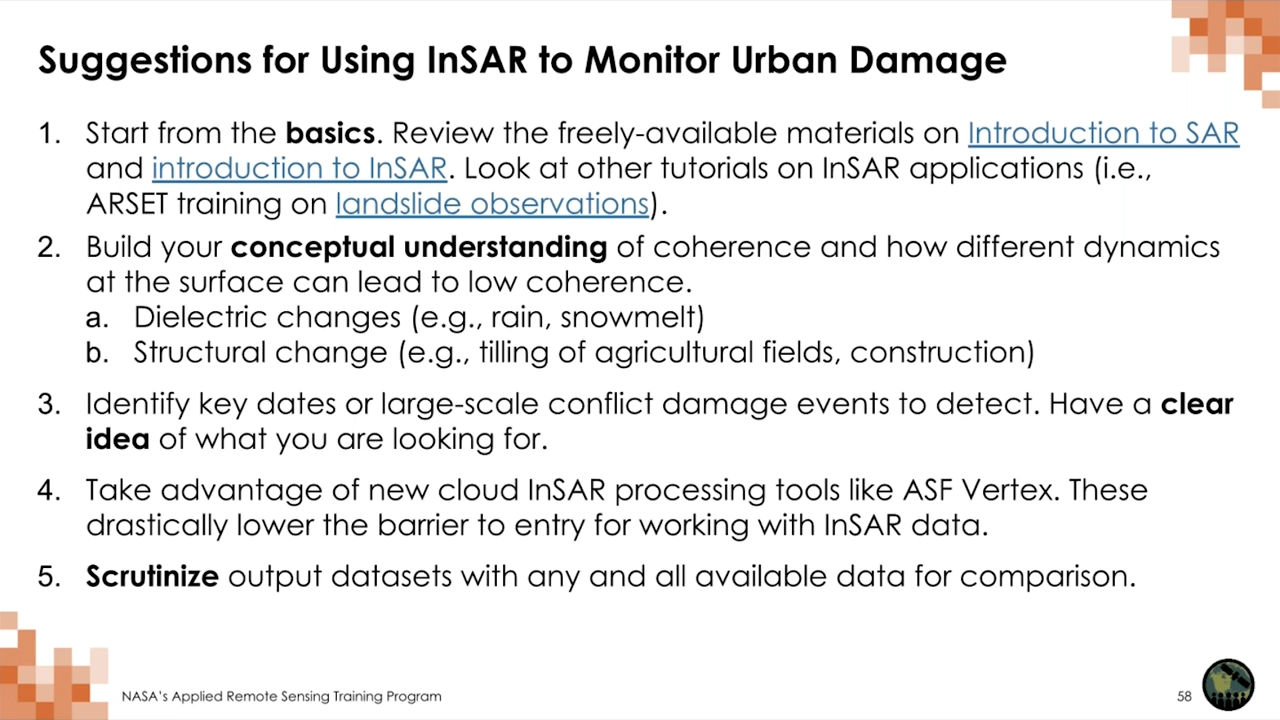 Suggestions for Using InSAR to Monitor Urban Damage
1. Start from the basics. Review the freely-available materials on Introduction to SAR
and introduction to InSAR. Look at other tutorials on InSAR applications (i.e.,
ARSET training on landslide observations).
2. Build your conceptual understanding of coherence and how different dynamics
at the surface can lead to low coherence.
a. Dielectric changes (e.g., rain, snowmelt)
b. Structural change (e.g., tilling of agricultural fields, construction)
3. Identify key dates or large-scale conflict damage events to detect. Have a clear
idea of what you are looking for.
4. Take advantage of new cloud InSAR processing tools like ASF Vertex. These
drastically lower the barrier to entry for working with InSAR data.
5. Scrutinize output datasets with any and all available data for comparison.
NASA's Applied Remote Sensing Training Program
58